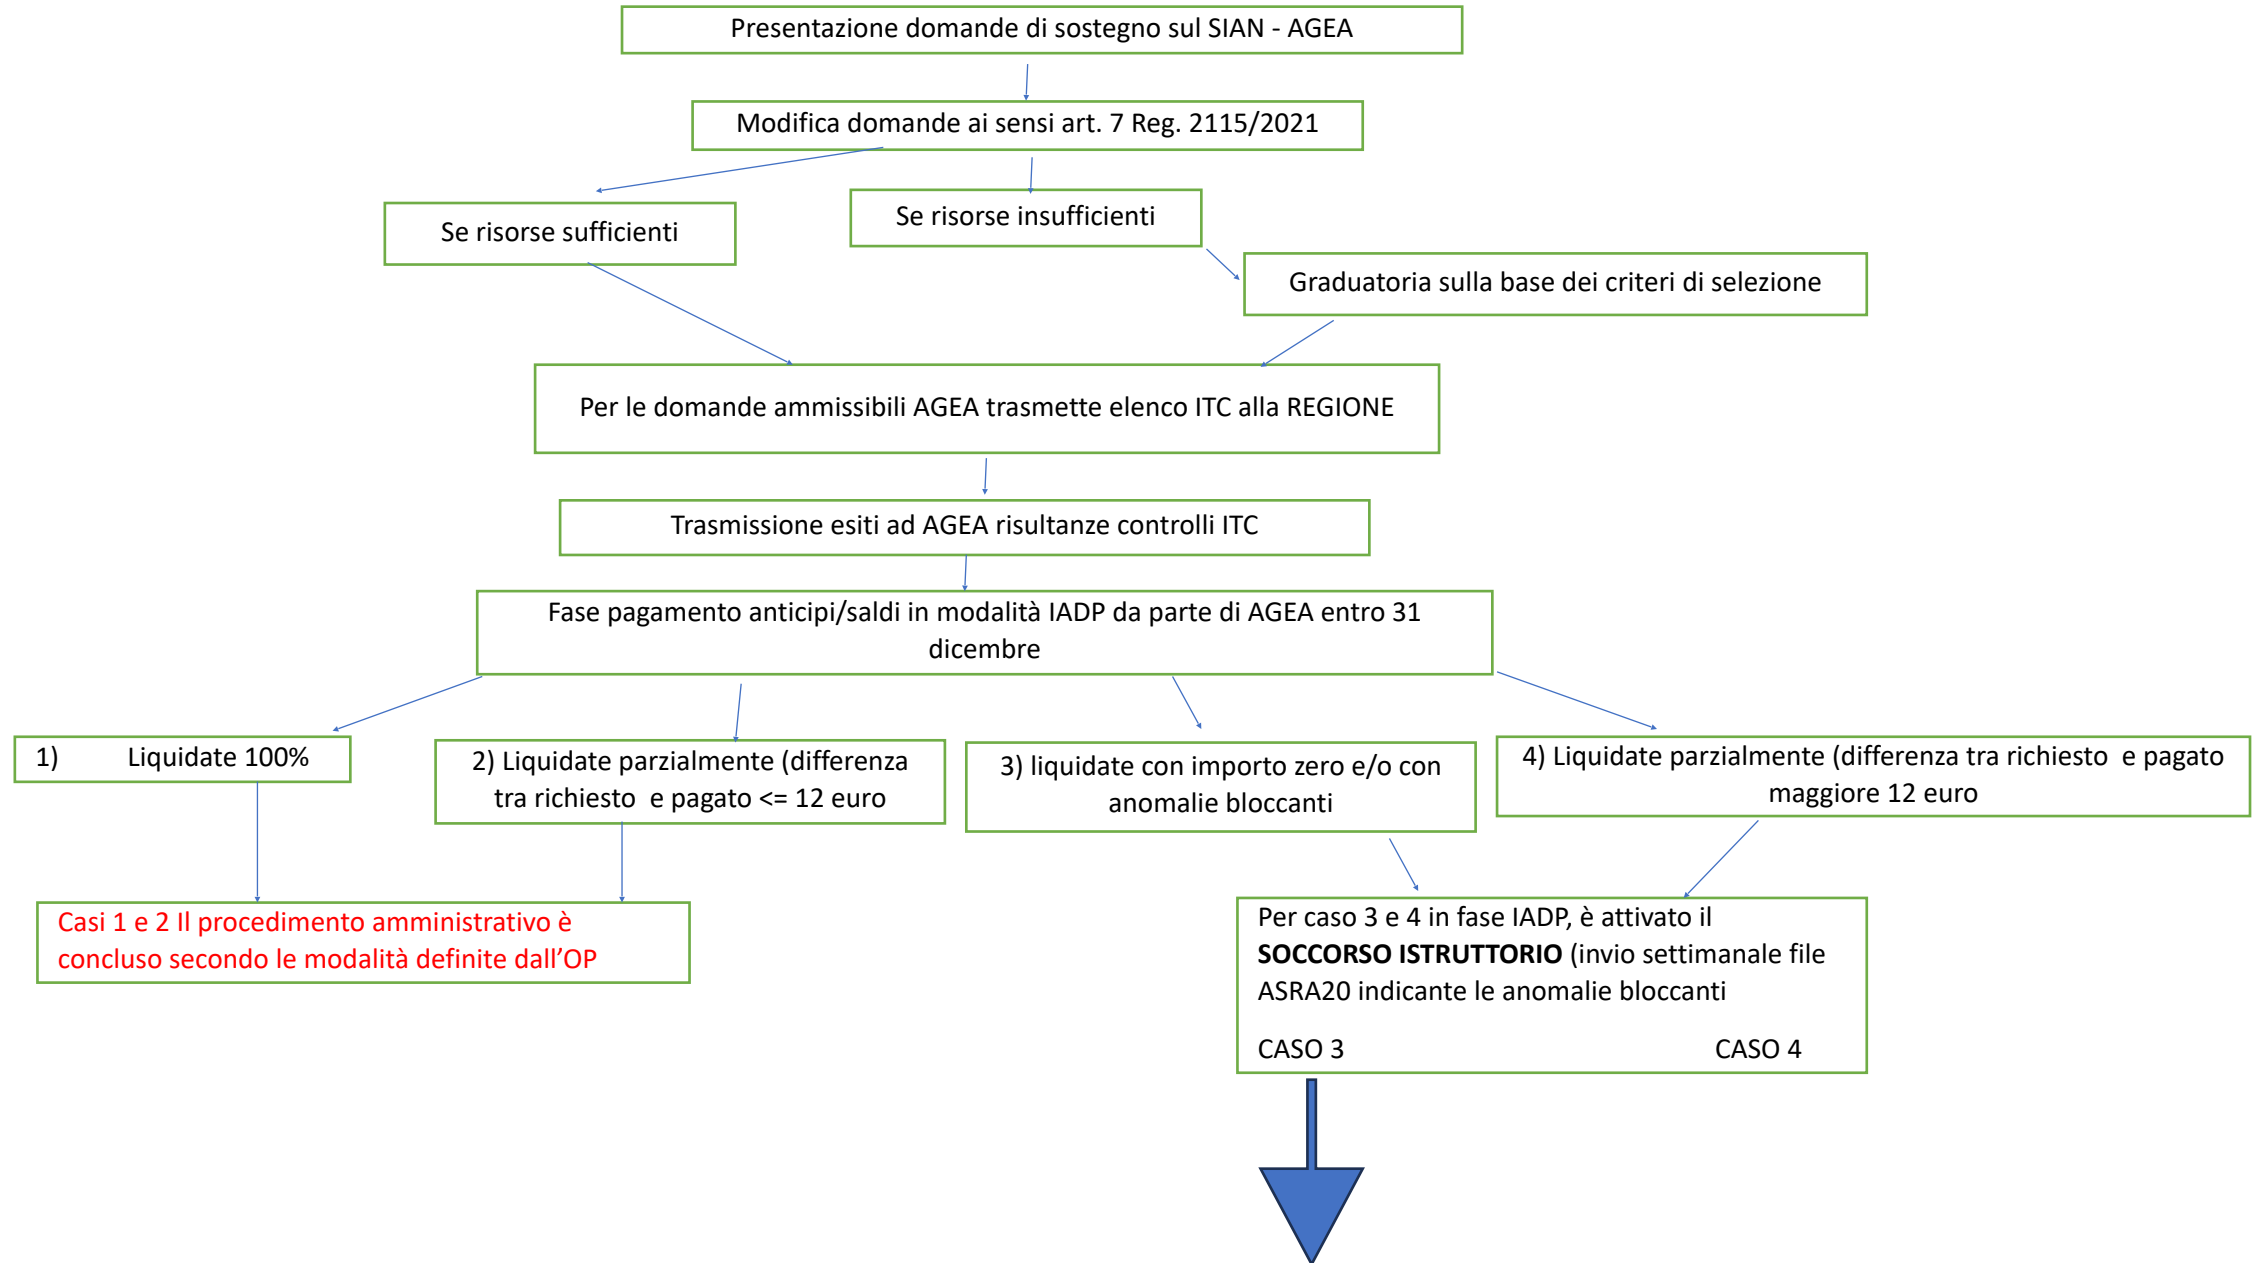 Presentazione domande di sostegno sul SIAN - AGEA
Modifica domande ai sensi art. 7 Reg. 2115/2021
Se risorse sufficienti
Se risorse insufficienti
Graduatoria sulla base dei criteri di selezione
Per le domande ammissibili AGEA trasmette elenco ITC alla REGIONE
Trasmissione esiti ad AGEA risultanze controlli ITC
Fase pagamento anticipi/saldi in modalità IADP da parte di AGEA entro 31
dicembre
1) Liquidate 100%
2) Liquidate parzialmente (differenza
tra richiesto e pagato <= 12 euro
3) liquidate con importo zero e/o con
anomalie bloccanti
4) Liquidate parzialmente (differenza tra richiesto e pagato
maggiore 12 euro
Casi 1 e 2 Il procedimento amministrativo è
concluso secondo le modalità definite dall’OP
Per caso 3 e 4 in fase IADP, è attivato il
SOCCORSO ISTRUTTORIO (invio settimanale file
ASRA20 indicante le anomalie bloccanti
CASO 3 CASO 4